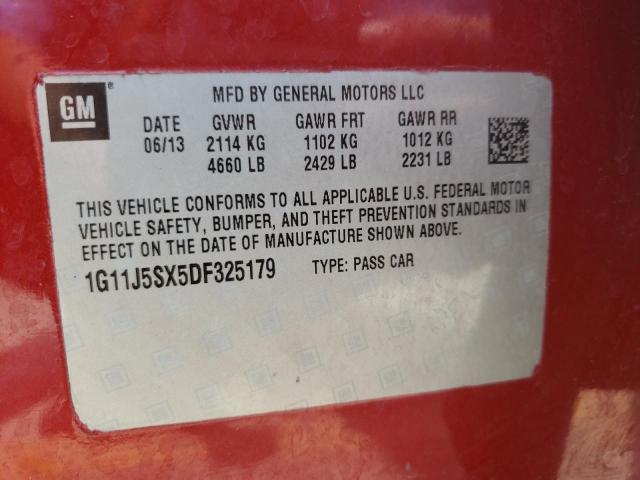 GM ®
MFD BY GENERAL MOTORS LLC
DATE GVWR GAWR FRT GAWR RR
06/13 2114 KG 1102 KG 1012 KG
4660 LB 2429 LB 2231 LB
THIS VEHICLE CONFORMS TO ALL APPLICABLE U.S. FEDERAL MOTOR
VEHICLE SAFETY, BUMPER, AND THEFT PREVENTION STANDARDS IN
EFFECT ON THE DATE OF MANUFACTURE SHOWN ABOVE.
1G11J5SX5DF325179 TYPE: PASS CAR